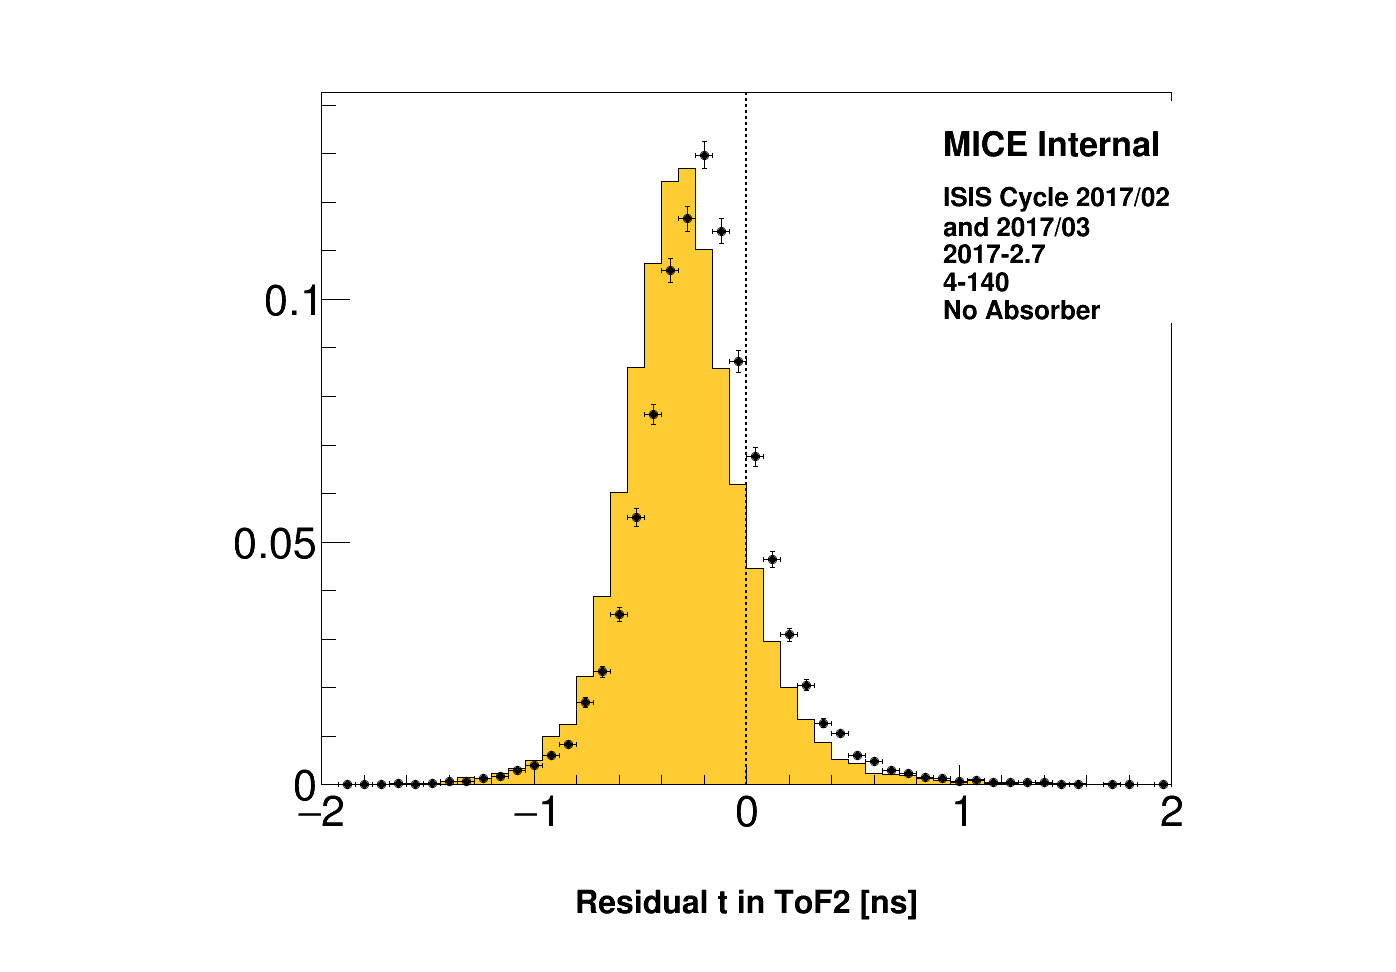 MICE Internal
ISIS Cycle 2017/02
and 2017/03
2017-2.7
4-140
No Absorber
0.1
0.05
0
−2
−1
0
1
2
Residual t in ToF2 [ns]